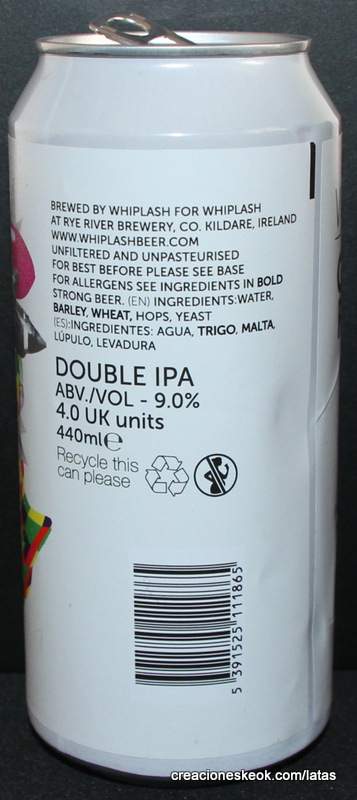 BREWED BY WHIPLASH FOR WHIPLASH
AT RYE RIVER BREWERY, CO. KILDARE, IRELAND
WWW.WHIPLASHBEER.COM
UNFILTERED AND UNPASTEURISED
FOR BEST BEFORE PLEASE SEE BASE
FOR ALLERGENS SEE INGREDIENTS IN BOLD
STRONG BEER. (EN) INGREDIENTS:WATER,
BARLEY, WHEAT, HOPS, YEAST
(ES):INGREDIENTES: AGUA, TRIGO, MALTA,
LÚPULO, LEVADURA
DOUBLE IPA
ABV./VOL - 9.0%
4.0 UK units
440ml℮
Recycle this
can please
5 391525 111865
creacioneskeok.com/latas